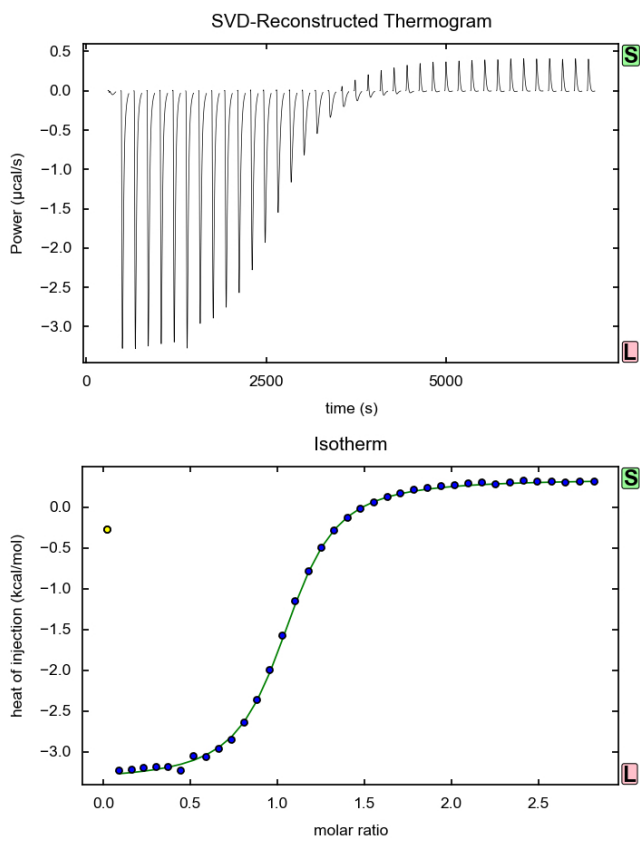 SVD-Reconstructed Thermogram
S
0.5
0.0
−0.5
−1.0
−1.5
−2.0
−2.5
−3.0
Power (µcal/s)
L
0 2500 5000
time (s)
Isotherm
S
0.0
−0.5
−1.0
−1.5
−2.0
−2.5
−3.0
heat of injection (kcal/mol)
L
0.0 0.5 1.0 1.5 2.0 2.5
molar ratio